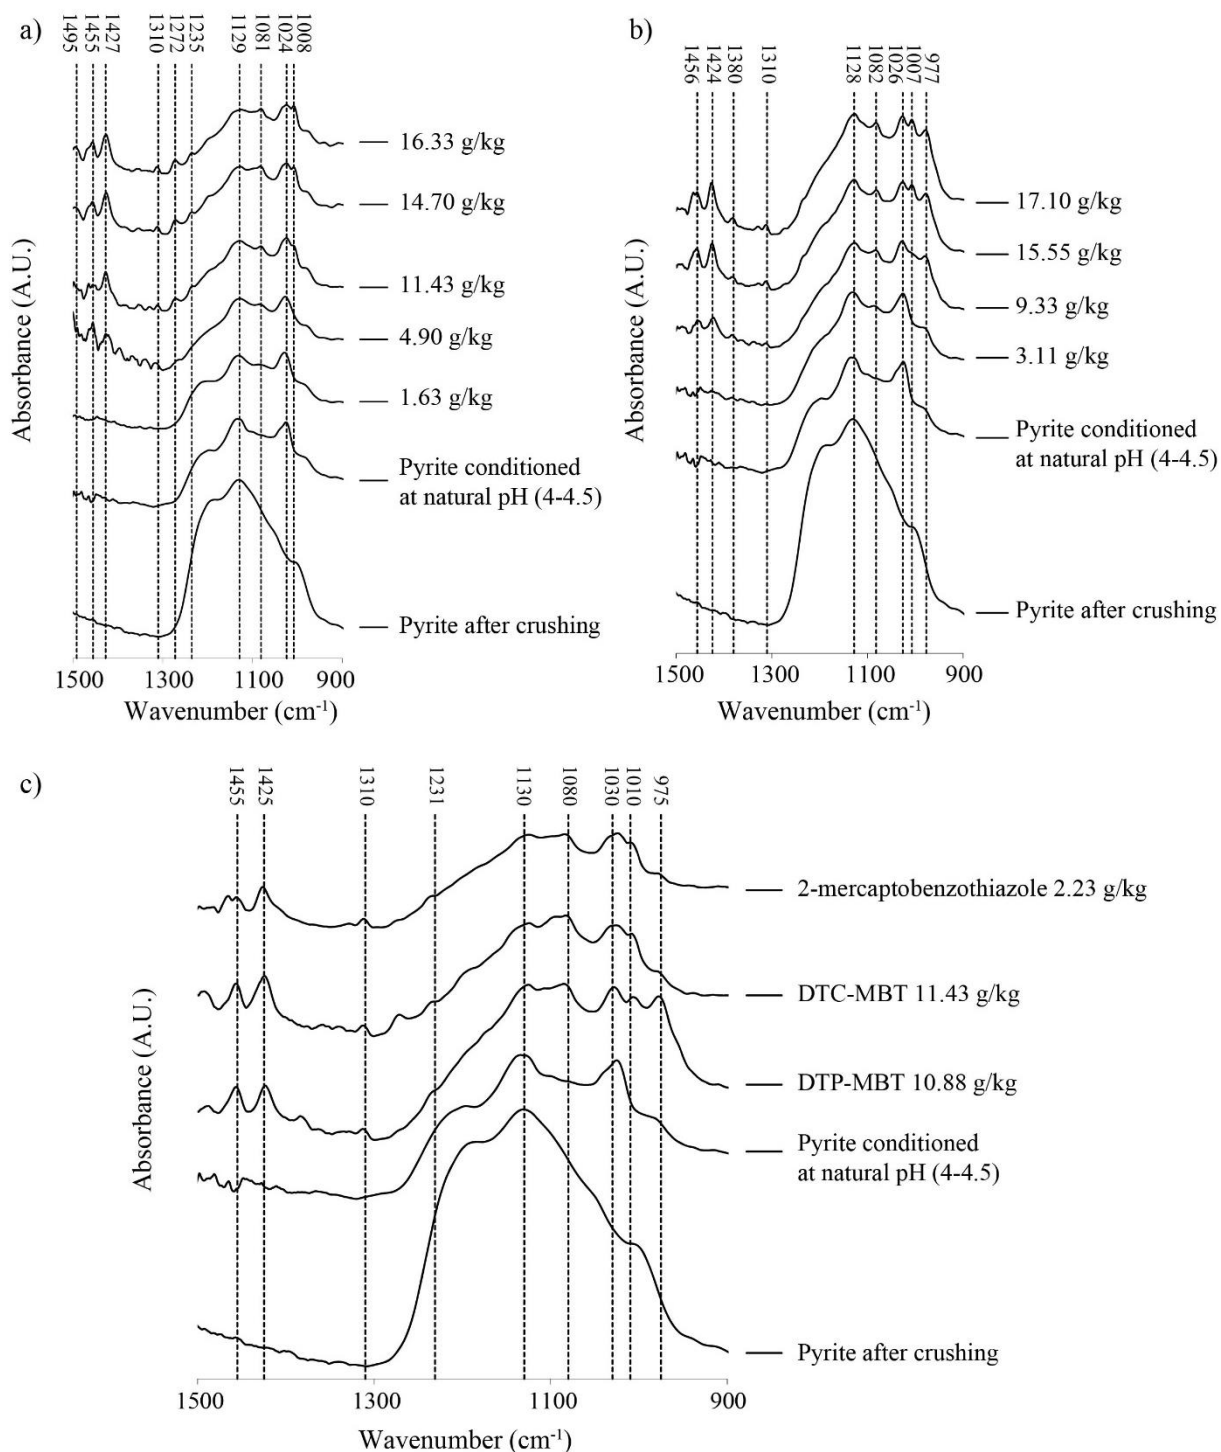 a)
1495 1455 1427 1310 1272 1235 1129 1081 1024 1008
16.33 g/kg
14.70 g/kg
11.43 g/kg
4.90 g/kg
1.63 g/kg
Pyrite conditioned
at natural pH (4-4.5)
Pyrite after crushing
Absorbance (A.U.)
1500 1300 1100 900
Wavenumber (cm-1)
b)
1456 1424 1380 1310 1128 1082 1026 1007 977
17.10 g/kg
15.55 g/kg
9.33 g/kg
3.11 g/kg
Pyrite conditioned
at natural pH (4-4.5)
Pyrite after crushing
Absorbance (A.U.)
1500 1300 1100 900
Wavenumber (cm-1)
c)
1455 1425 1310 1231 1130 1080 1030 1010 975
2-mercaptobenzothiazole 2.23 g/kg
DTC-MBT 11.43 g/kg
DTP-MBT 10.88 g/kg
Pyrite conditioned
at natural pH (4-4.5)
Pyrite after crushing
Absorbance (A.U.)
1500 1300 1100 900
Wavenumber (cm-1)